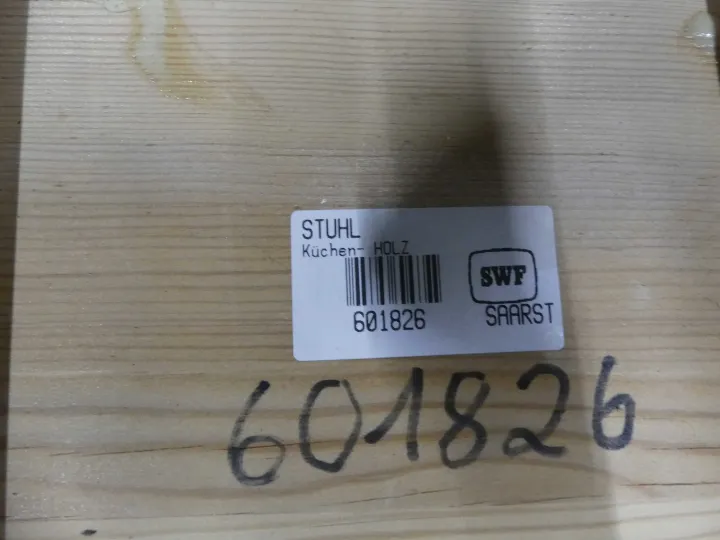 STUHL
Küchen- HOLZ
601826
SWF
SAARST
601826